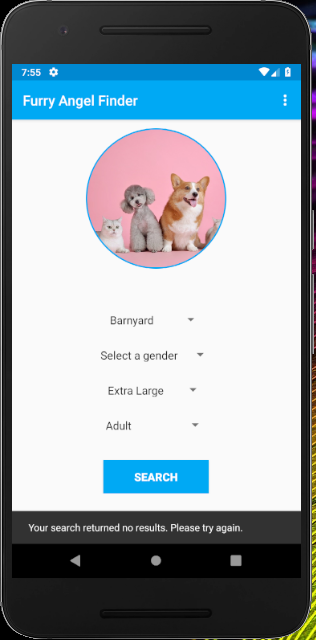 7:55
Furry Angel Finder
Barnyard
Select a gender
Extra Large
Adult
SEARCH
Your search returned no results. Please try again.